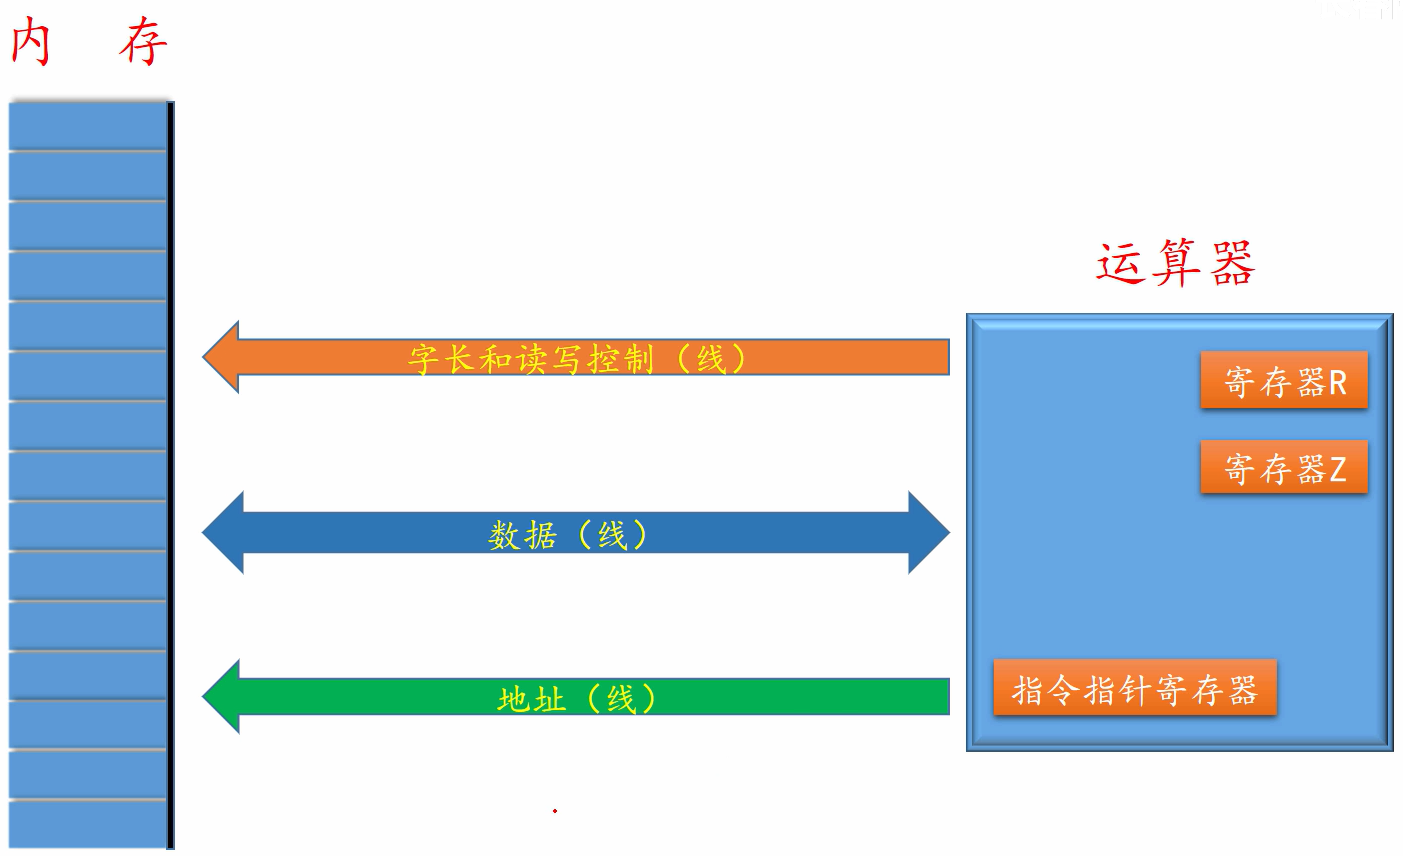 内 存
运算器
字长和读写控制（线）
寄存器R
寄存器Z
数据（线）
指令指针寄存器
地址（线）